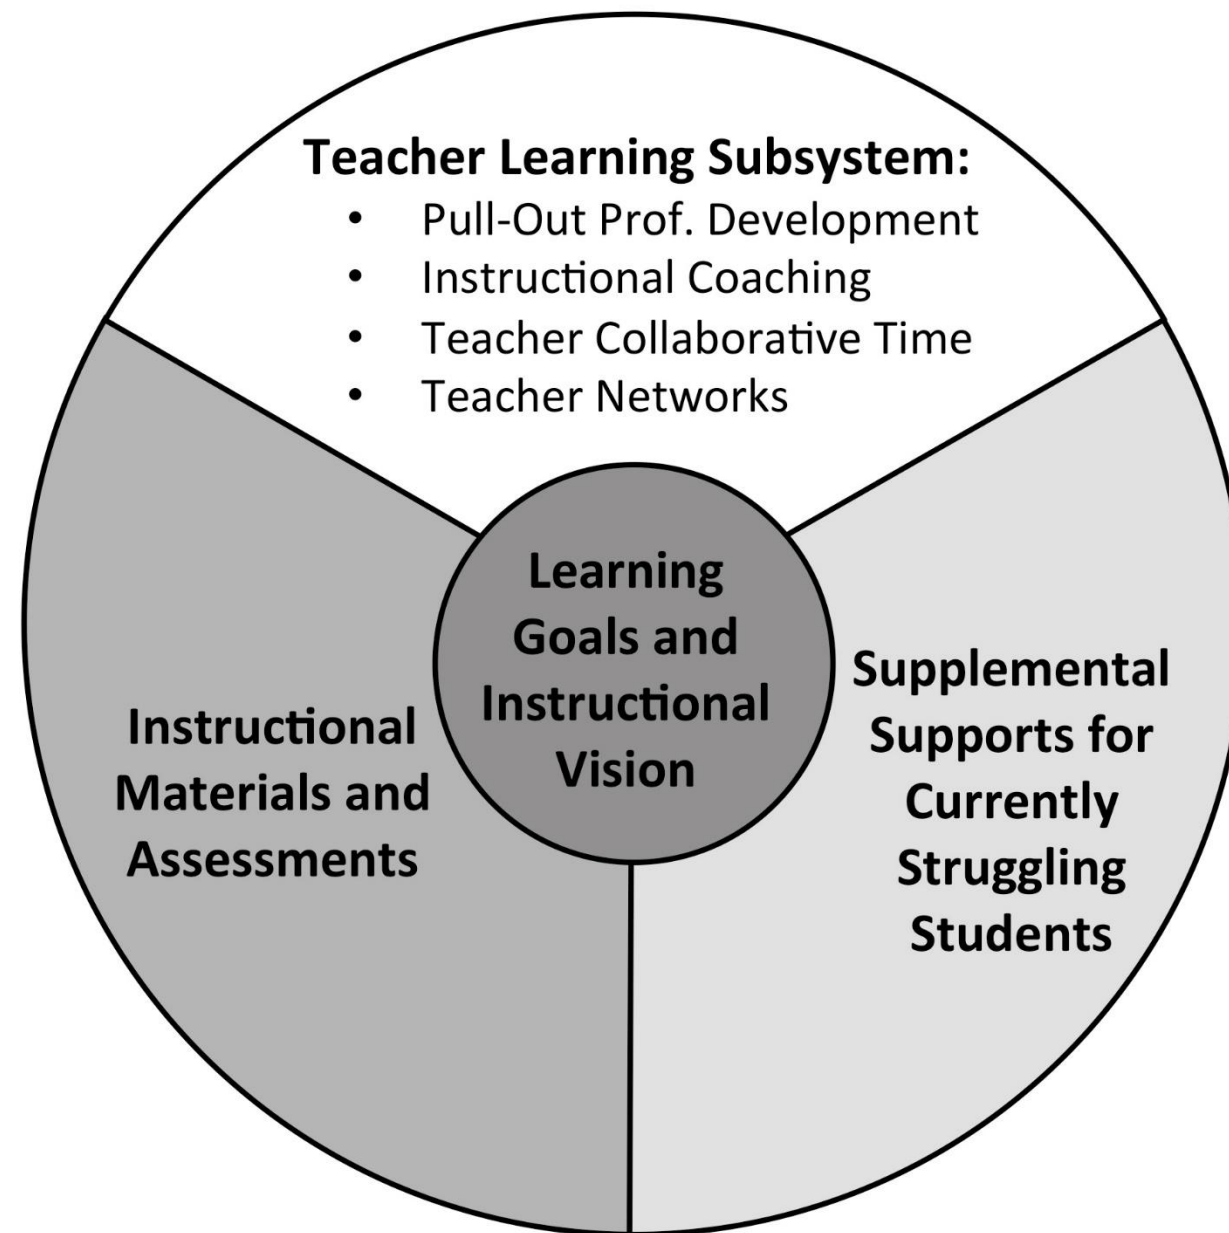 Teacher Learning Subsystem:
• Pull-Out Prof. Development
• Instructional Coaching
• Teacher Collaborative Time
• Teacher Networks
Learning
Goals and
Instructional
Vision
Instructional
Materials and
Assessments
Supplemental
Supports for
Currently
Struggling
Students